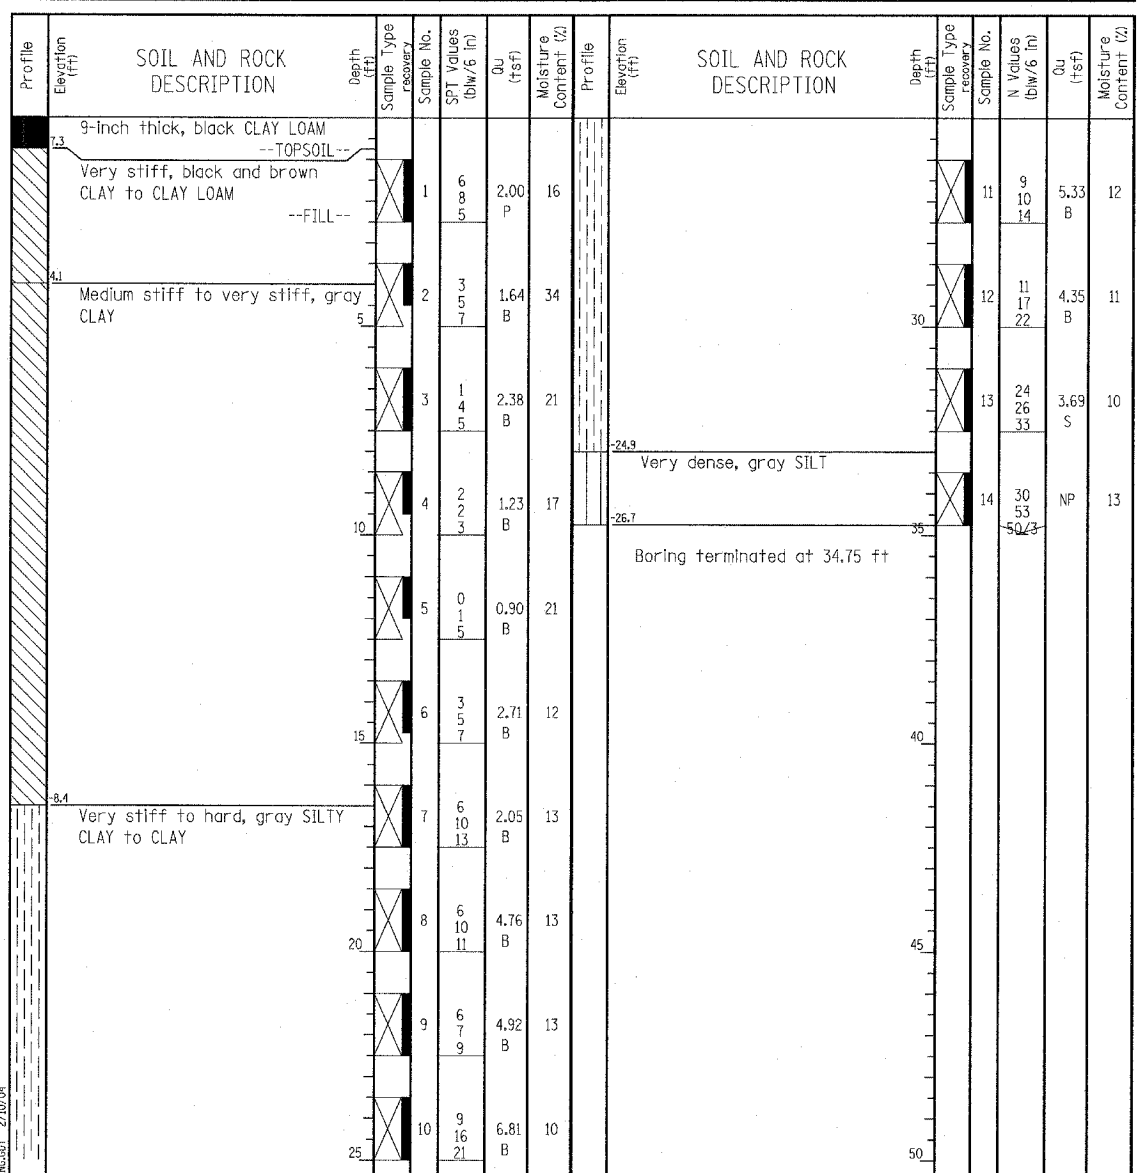 Profile
Elevation (ft)
SOIL AND ROCK
DESCRIPTION
Depth (ft)
Sample Type
recovery
Sample No.
SPT Values (blw/6 in)
Qu (tsf)
Moisture Content (%)
Profile
Elevation (ft)
SOIL AND ROCK
DESCRIPTION
Depth (ft)
Sample Type
recovery
Sample No.
N Values (blw/6 in)
Qu (tsf)
Moisture Content (%)
9-inch thick, black CLAY LOAM
7.3
--TOPSOIL--
Very stiff, black and brown
CLAY to CLAY LOAM
--FILL--
1
6
8
5
2.00
P
16
4.1
Medium stiff to very stiff, gray
CLAY
5
2
3
5
7
1.64
B
34
3
1
4
5
2.38
B
21
10
4
2
2
3
1.23
B
17
5
0
1
5
0.90
B
21
15
6
3
5
7
2.71
B
12
-8.4
Very stiff to hard, gray SILTY
CLAY to CLAY
7
6
10
13
2.05
B
13
20
8
6
10
11
4.76
B
13
9
6
7
9
4.92
B
13
25
10
9
16
21
6.81
B
10
11
9
10
14
5.33
B
12
30
12
11
17
22
4.35
B
11
13
24
26
33
3.69
S
10
-24.9
Very dense, gray SILT
14
30
53
50/3
NP
13
-26.7
35
Boring terminated at 34.75 ft
40
45
50
2/10/04